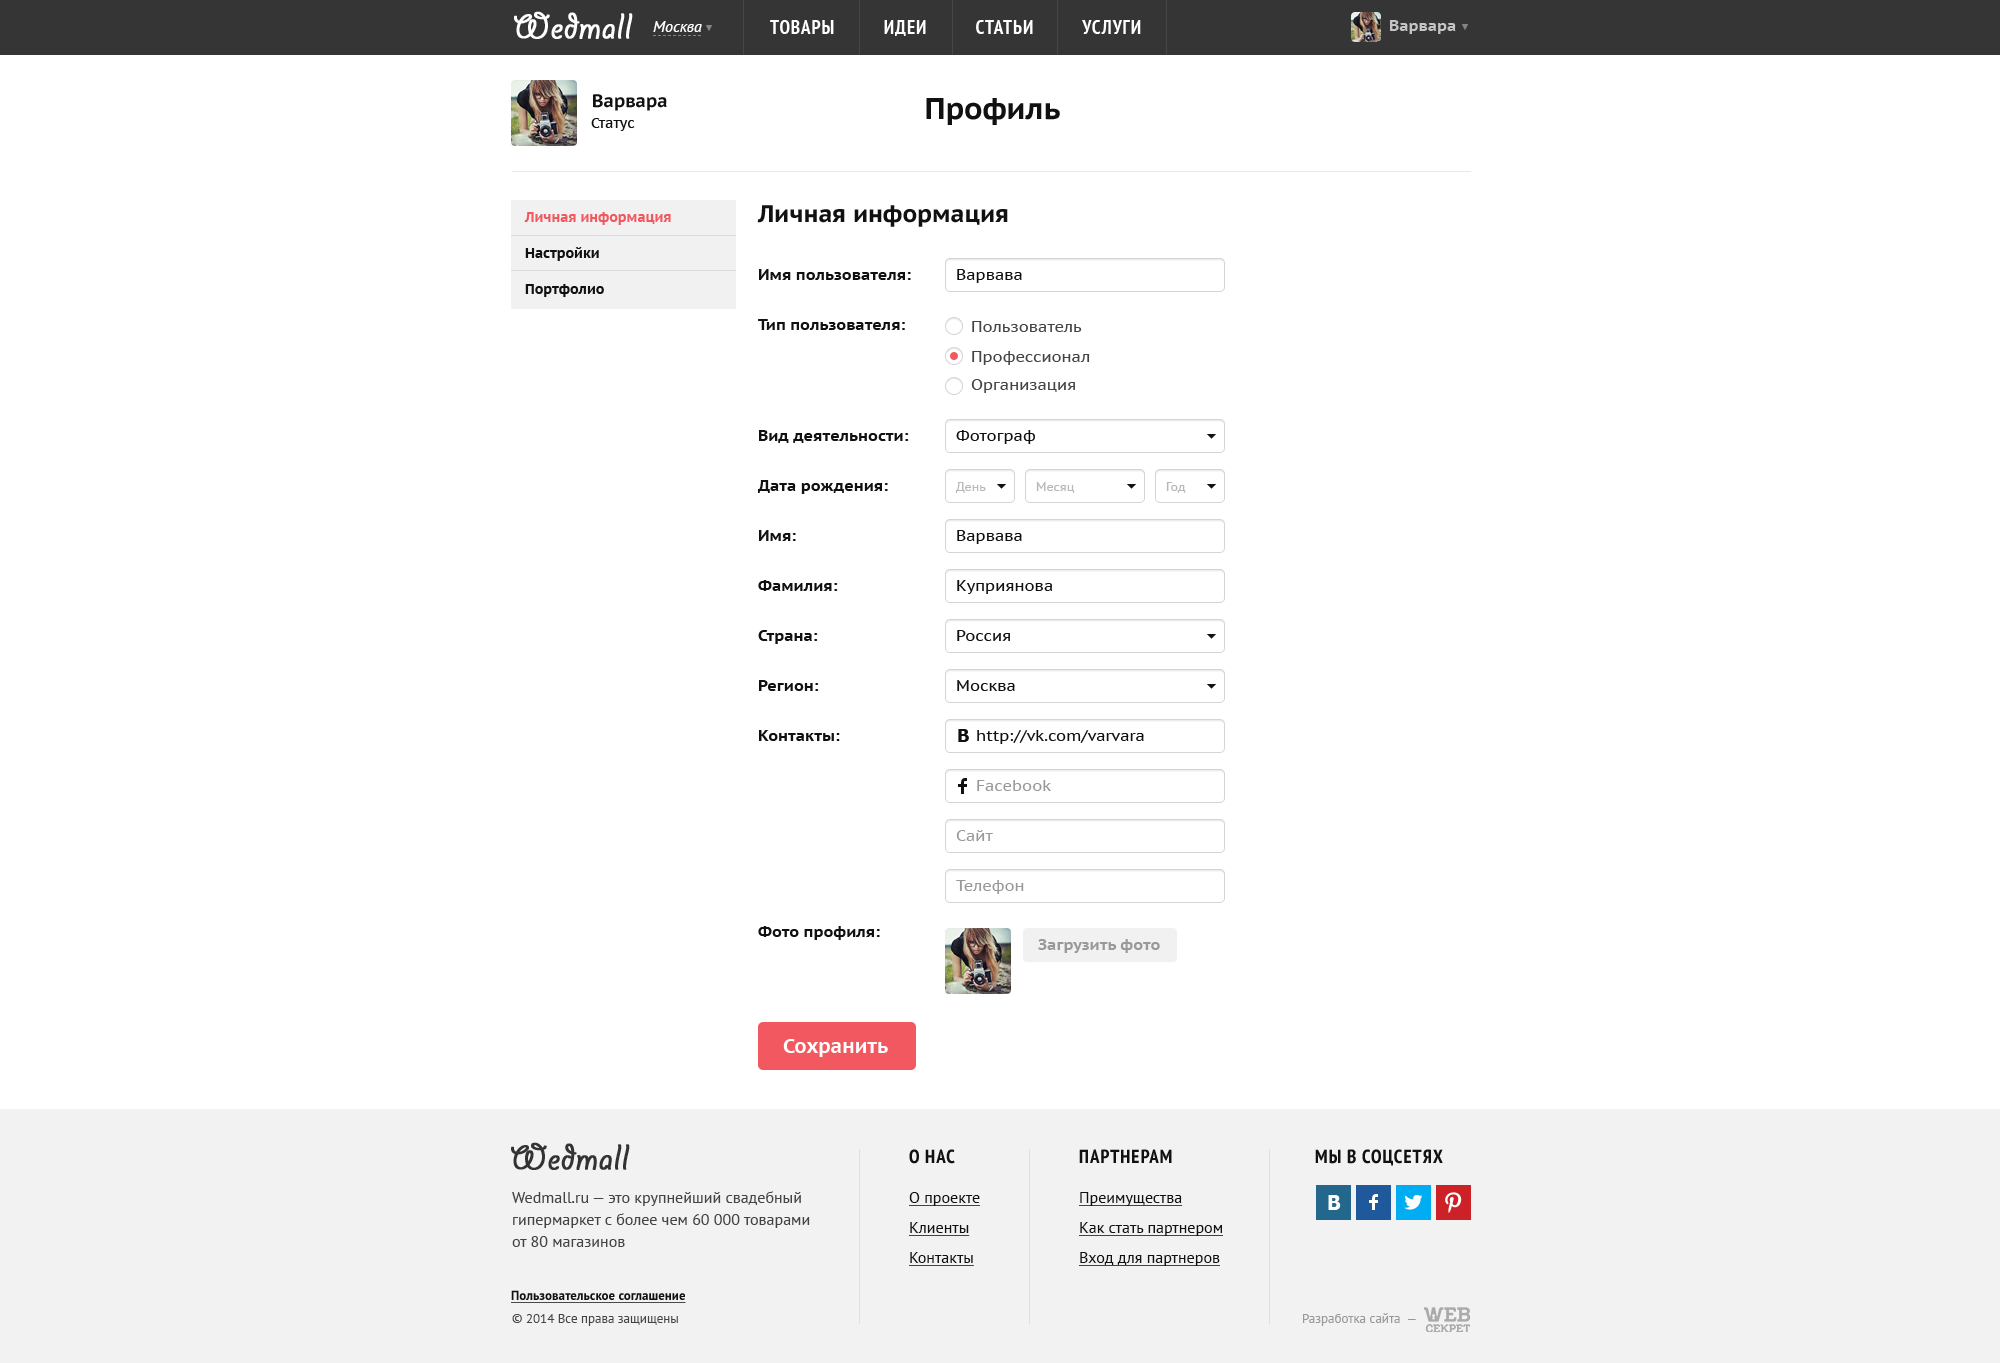 Wedmall
Москва
ТОВАРЫ
ИДЕИ
СТАТЬИ
УСЛУГИ
Варвара
Варвара
Статус
Профиль
Личная информация
Настройки
Портфолио
Личная информация
Имя пользователя:
Варвава
Тип пользователя:
Пользователь
Профессионал
Организация
Вид деятельности:
Фотограф
Дата рождения:
День
Месяц
Год
Имя:
Варвава
Фамилия:
Куприянова
Страна:
Россия
Регион:
Москва
Контакты:
В http://vk.com/varvara
f Facebook
Сайт
Телефон
Фото профиля:
Загрузить фото
Сохранить
Wedmall
Wedmall.ru — это крупнейший свадебный
гипермаркет с более чем 60 000 товарами
от 80 магазинов
Пользовательское соглашение
© 2014 Все права защищены
О НАС
О проекте
Клиенты
Контакты
ПАРТНЕРАМ
Преимущества
Как стать партнером
Вход для партнеров
МЫ В СОЦСЕТЯХ
В f
Разработка сайта —
WEB
СЕКРЕТ